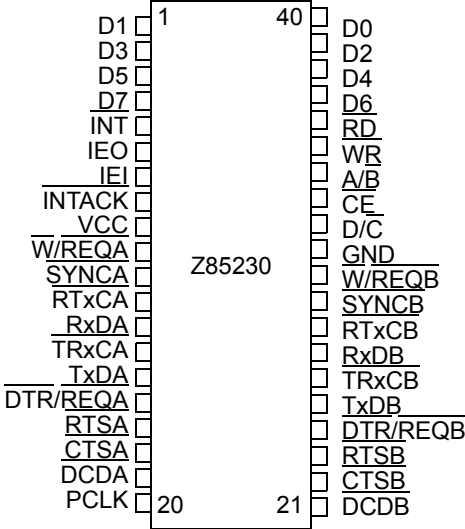 1 40
D1 D0
D3 D2
D5 D4
D7 D6
INT RD
IEO WR
IEI A/B
INTACK CE
VCC D/C
W/REQA GND
SYNCA W/REQB
Z85230
RTxCA SYNCB
RxDA RTxCB
TRxCA RxDB
TxDA TRxCB
DTR/REQA TxDB
RTSA DTR/REQB
CTSA RTSB
DCDA CTSB
PCLK DCDB
20 21